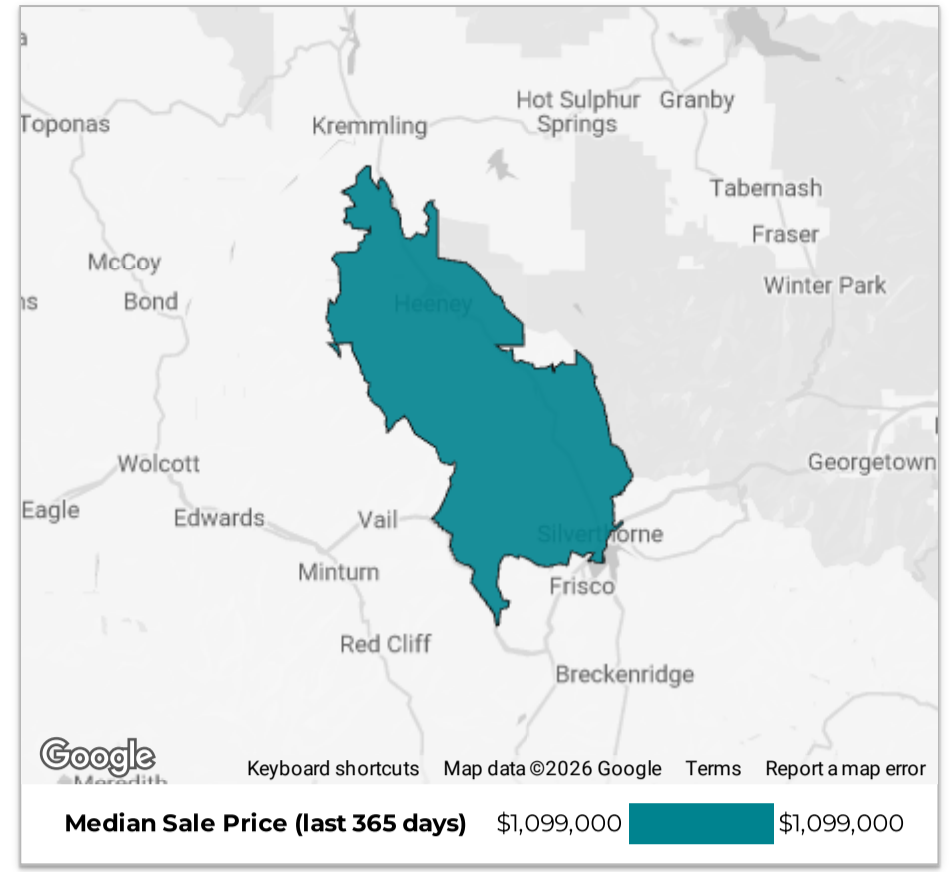 Hot Sulphur
Springs
Granby
Toponas
Kremmling
Tabernash
Fraser
McCoy
Winter Park
Bond
Heeney
Wolcott
Georgetown
Eagle
Edwards
Vail
Silverthorne
Minturn
Frisco
Red Cliff
Breckenridge
Google
Meredith
Keyboard shortcuts Map data ©2026 Google Terms Report a map error
Median Sale Price (last 365 days) $1,099,000 $1,099,000